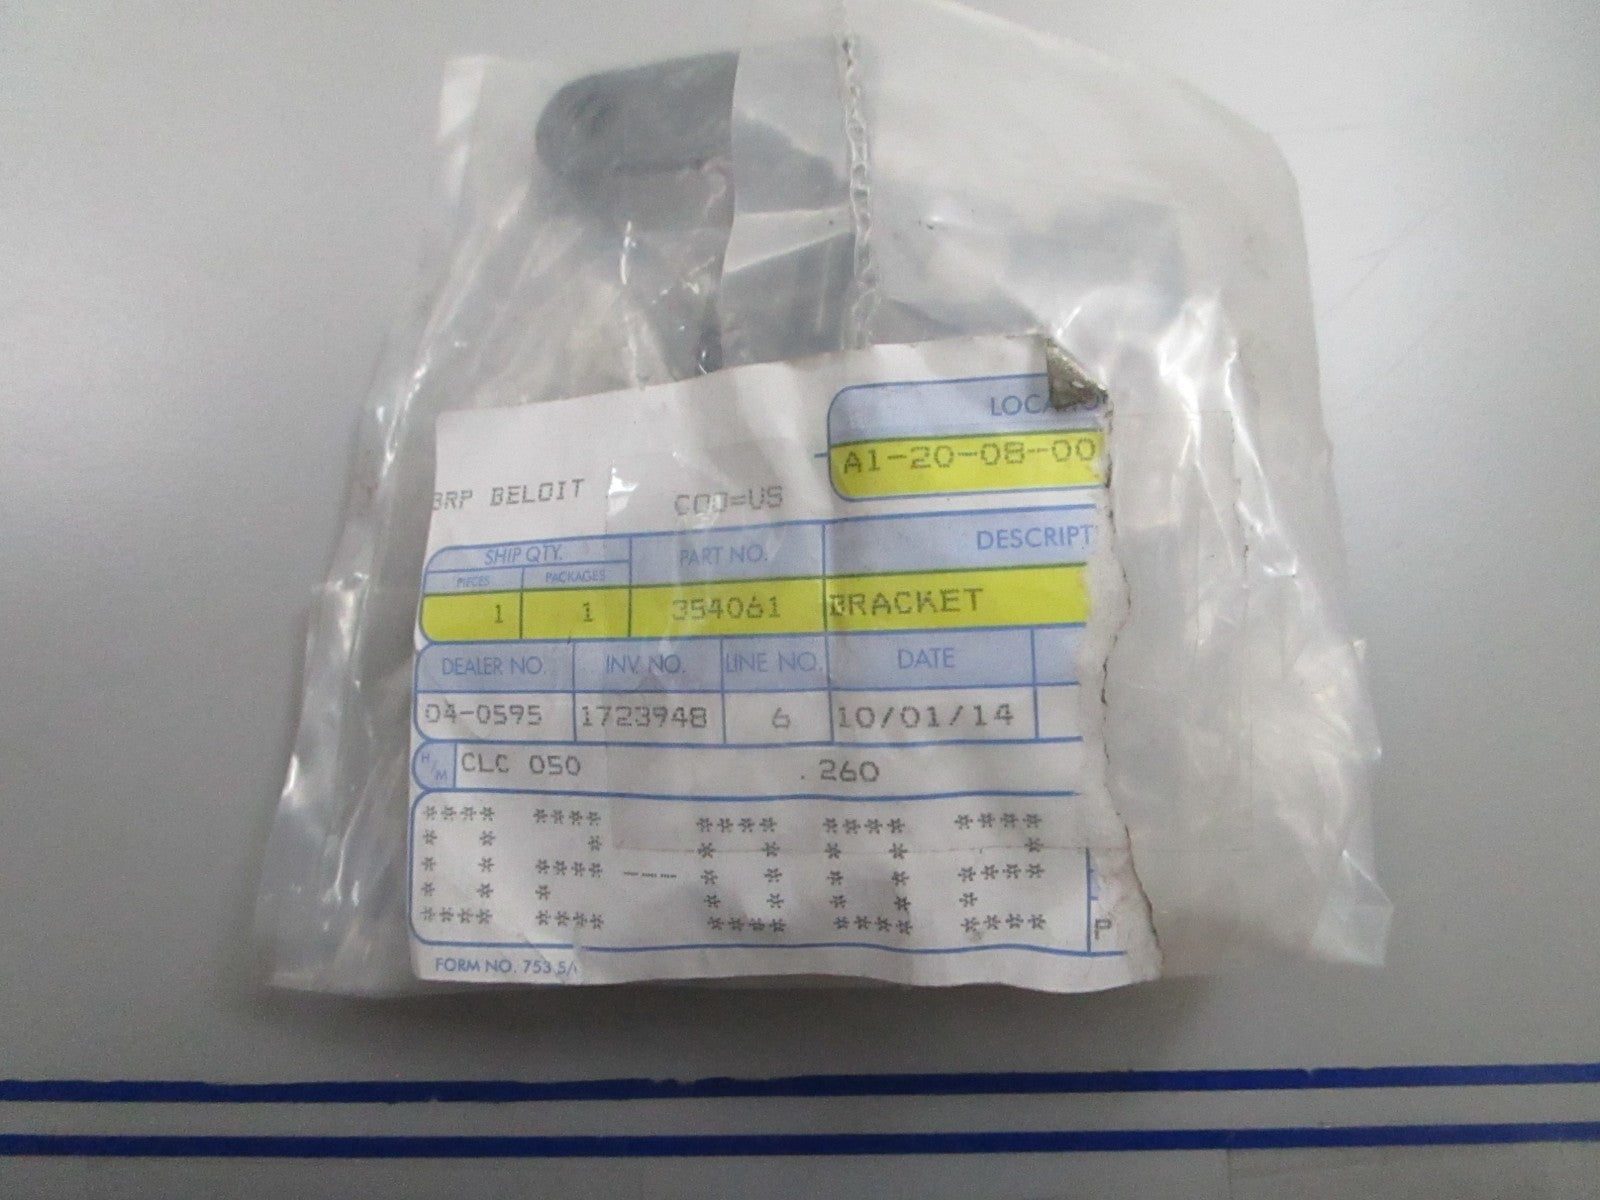 LOCATIO
A1-20-08-00
BRP BELOIT COO=US
SHIP QTY. PART NO. DESCRIPT
PIECES PACKAGES
1 1 354061 BRACKET
DEALER NO. INV. NO. LINE NO. DATE
04-0595 1723948 6 10/01/14
H/M CLC 050 .260
**** **** **** **** ****
* * * * * * * *
* * **** --- * * * * ****
* * * * * * * *
**** **** **** **** ****
P
FORM NO. 753 5/